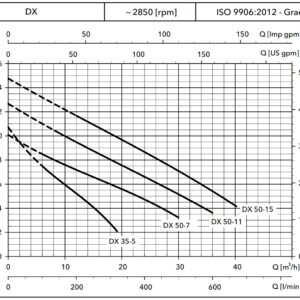 DX ~2850 [rpm] ISO 9906:2012 - Grad
0 50 100 150 Q [Imp gpm]
0 50 100 150 Q [US gpm]
DX 50-15
DX 50-11
DX 50-7
DX 35-5
0 10 20 30 40 Q [m³/h]
0 200 400 600 Q [l/min]